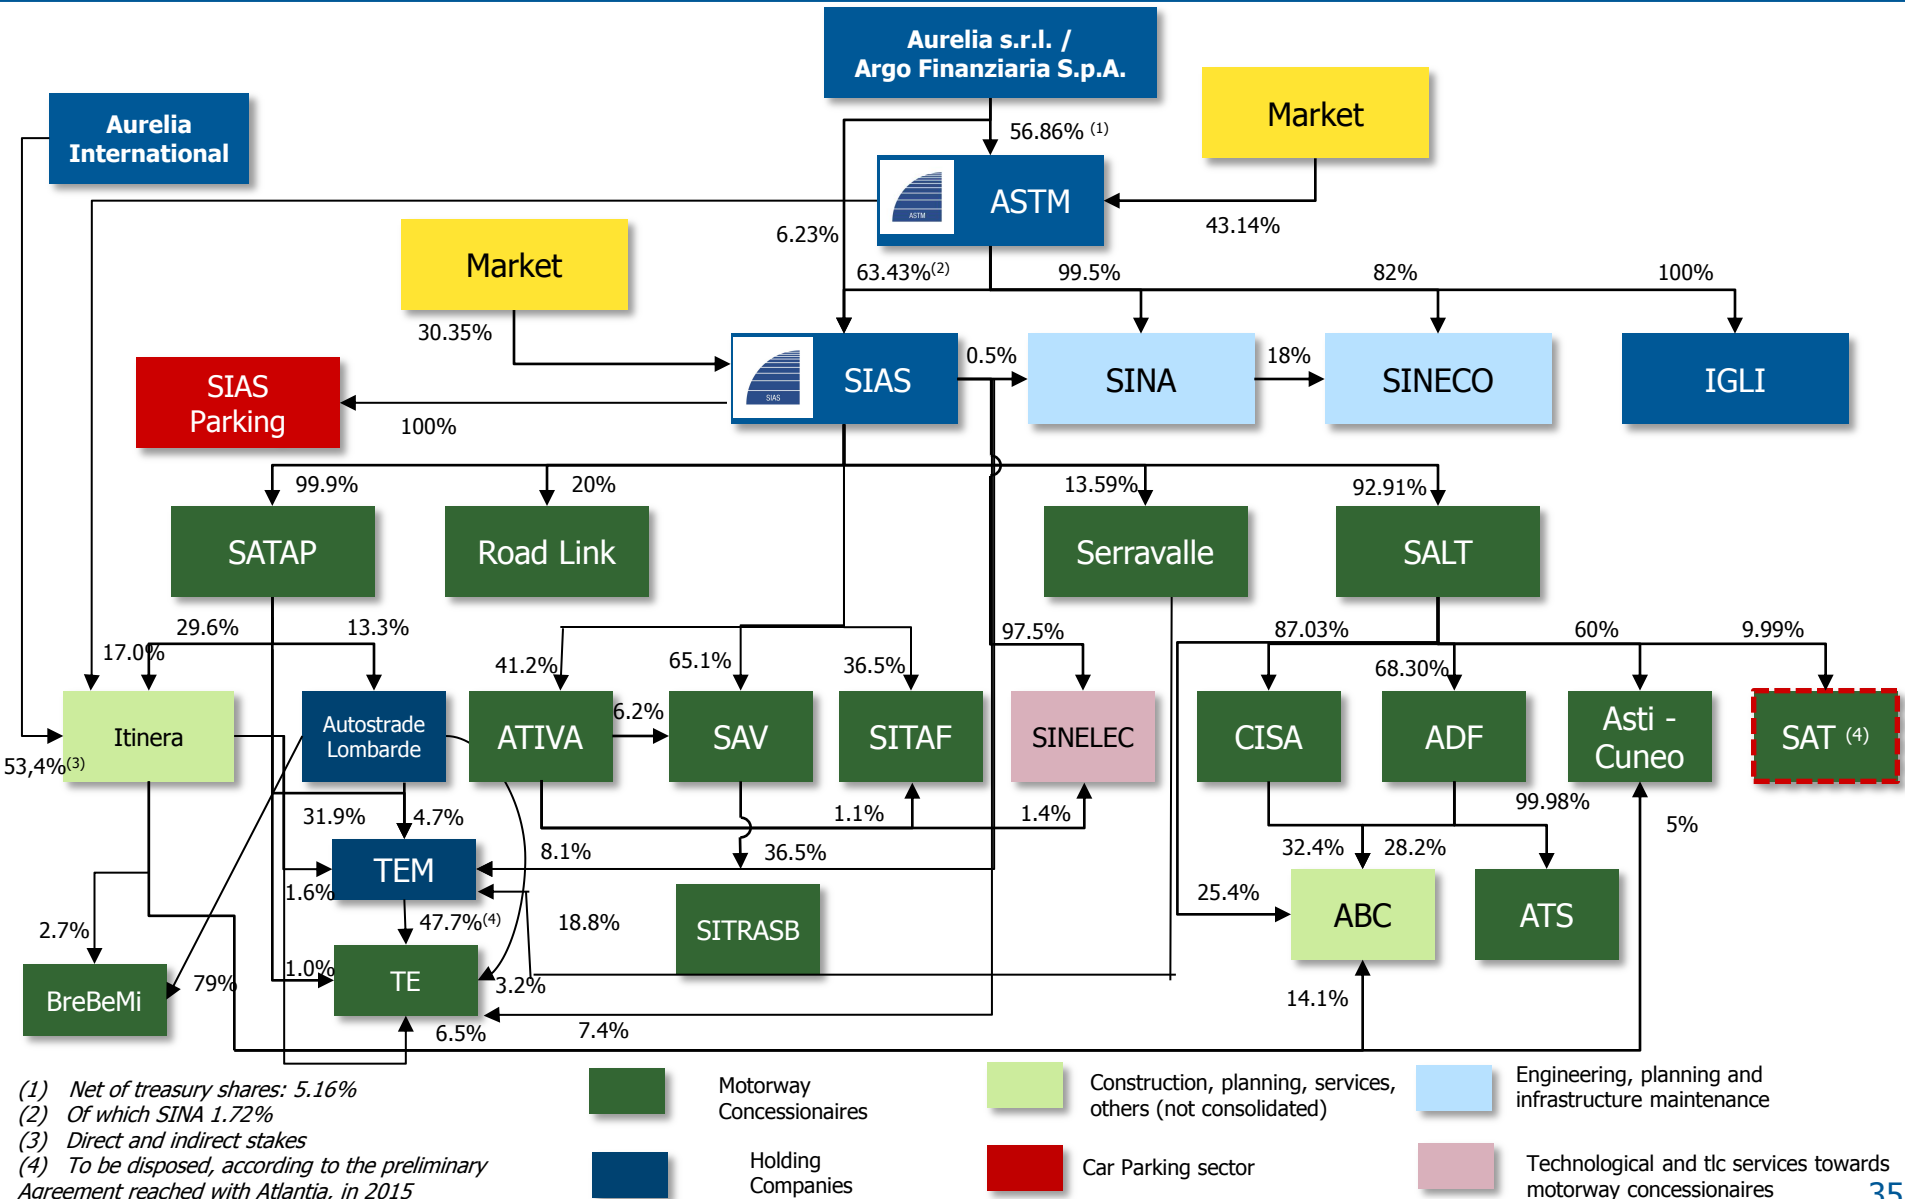 Aurelia s.r.l. /
Argo Finanziaria S.p.A.
Aurelia
International
Market
56.86% (1)
ASTM
ASTM
43.14%
6.23%
Market
63.43%(2)
99.5%
82%
100%
30.35%
SIAS
Parking
100%
SIAS
SIAS
0.5%
SINA
18%
SINECO
IGLI
99.9%
20%
13.59%
92.91%
SATAP
Road Link
Serravalle
SALT
29.6%
13.3%
17.0%
41.2%
65.1%
36.5%
97.5%
87.03%
68.30%
60%
9.99%
Itinera
Autostrade
Lombarde
ATIVA
6.2%
SAV
SITAF
SINELEC
CISA
ADF
Asti -
Cuneo
SAT (4)
53,4%(3)
31.9%
4.7%
1.1%
1.4%
99.98%
5%
TEM
8.1%
36.5%
32.4%
28.2%
1.6%
25.4%
ABC
ATS
2.7%
47.7%(4)
18.8%
SITRASB
BreBeMi
79%
1.0%
TE
3.2%
14.1%
6.5%
7.4%
(1) Net of treasury shares: 5.16%
(2) Of which SINA 1.72%
(3) Direct and indirect stakes
(4) To be disposed, according to the preliminary
Agreement reached with Atlantia, in 2015
Motorway
Concessionaires
Construction, planning, services,
others (not consolidated)
Engineering, planning and
infrastructure maintenance
Holding
Companies
Car Parking sector
Technological and tlc services towards
motorway concessionaires
35